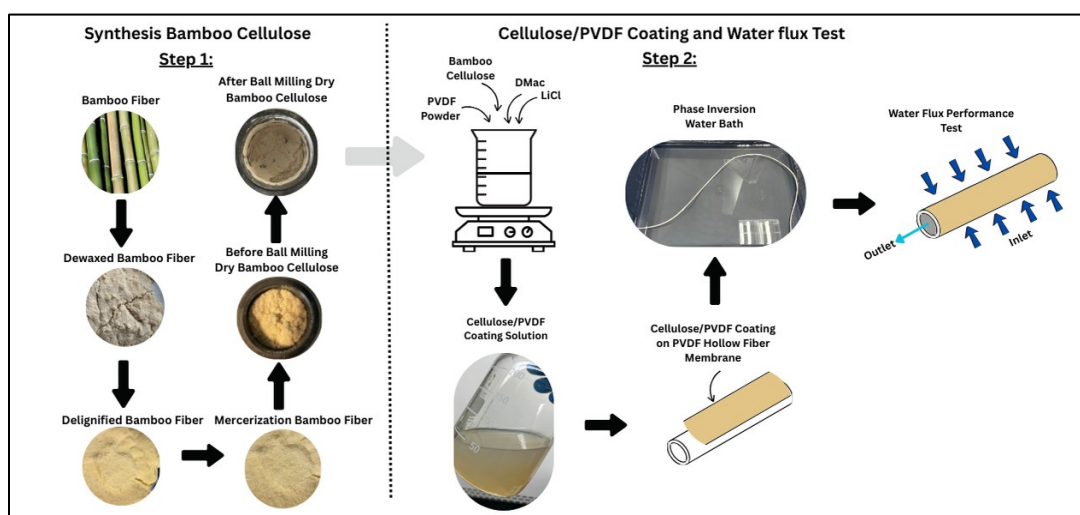 Synthesis Bamboo Cellulose
Step 1:
Bamboo Fiber
After Ball Milling Dry
Bamboo Cellulose
Dewaxed Bamboo Fiber
Before Ball Milling
Dry Bamboo Cellulose
Delignified Bamboo Fiber
Mercerization Bamboo Fiber
Cellulose/PVDF Coating and Water flux Test
Step 2:
Bamboo
Cellulose
DMac
LiCl
PVDF
Powder
Phase Inversion
Water Bath
Water Flux Performance
Test
Outlet
Inlet
Cellulose/PVDF
Coating Solution
50
Cellulose/PVDF Coating
on PVDF Hollow Fiber
Membrane